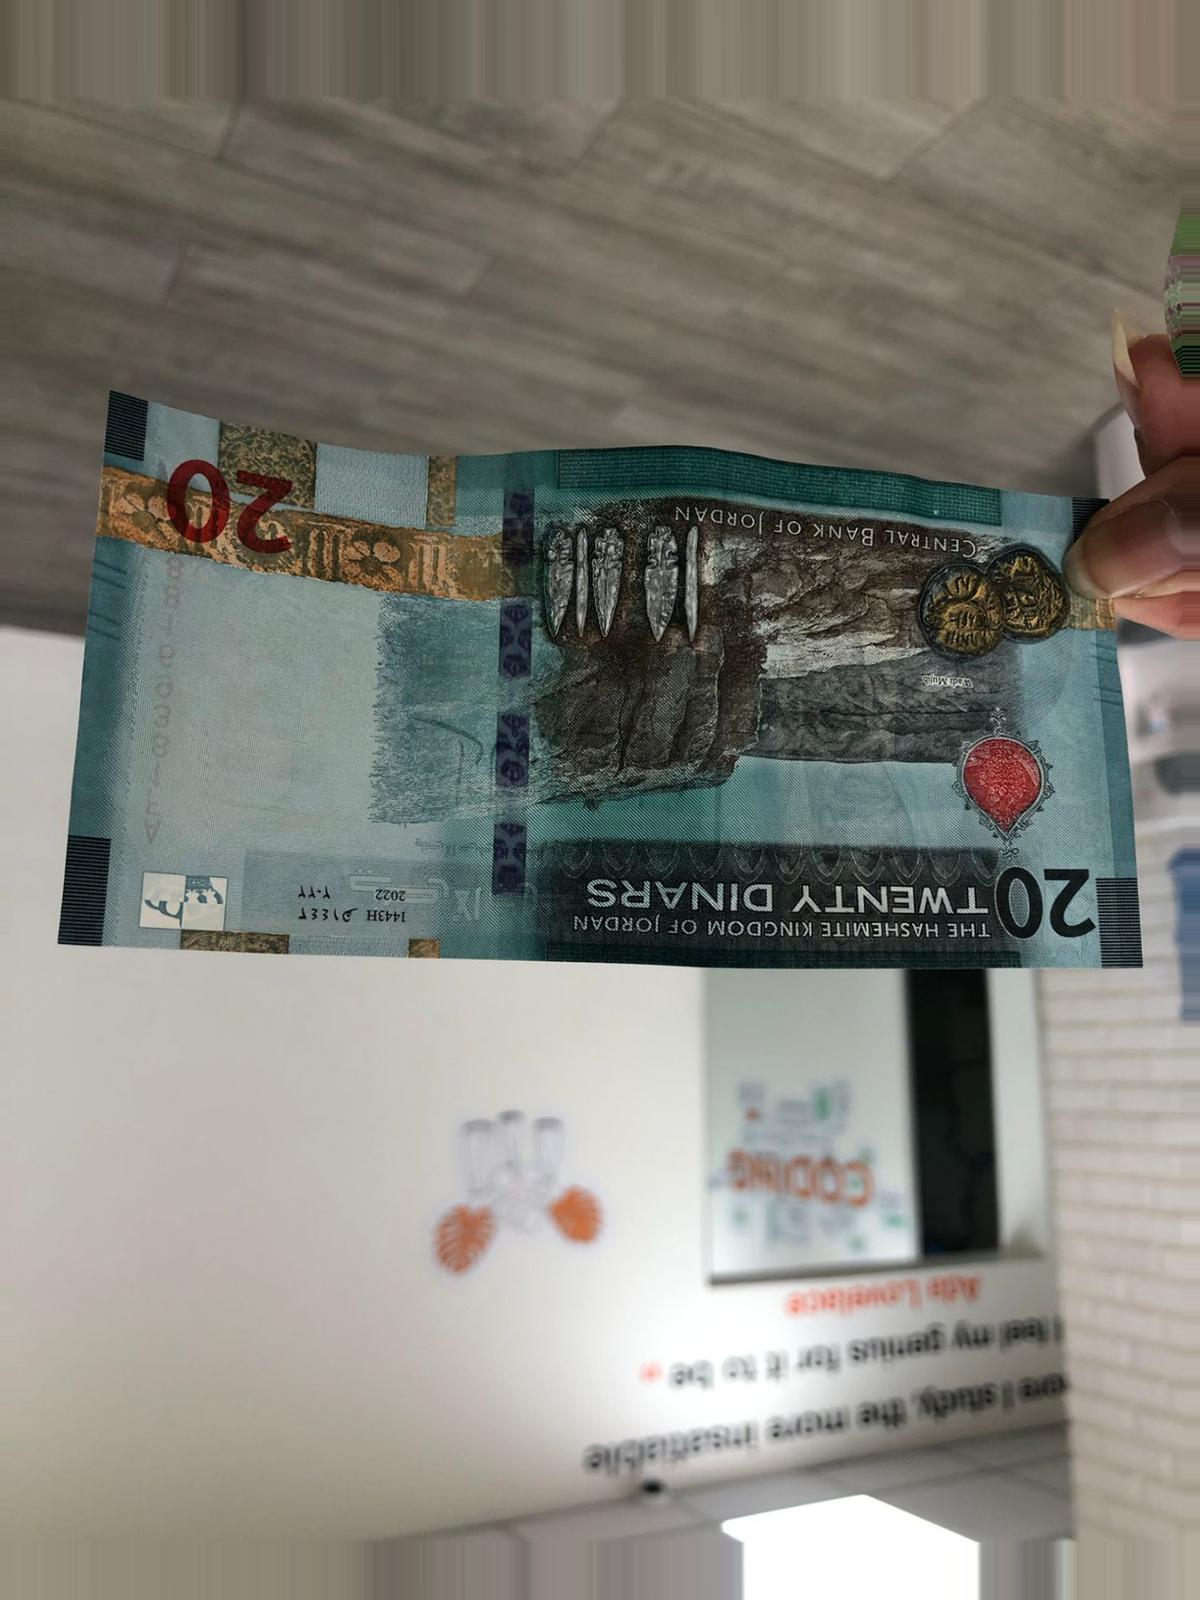 20
THE HASHEMITE KINGDOM OF JORDAN
TWENTY DINARS
1443H ١٤٤٣هـ
2022 ٢٠٢٢
Wadi Mujib
CENTRAL BANK OF JORDAN
20
more I study, the more insatiable
I feel my genius for it to be "
Ada Lovelace
CODING